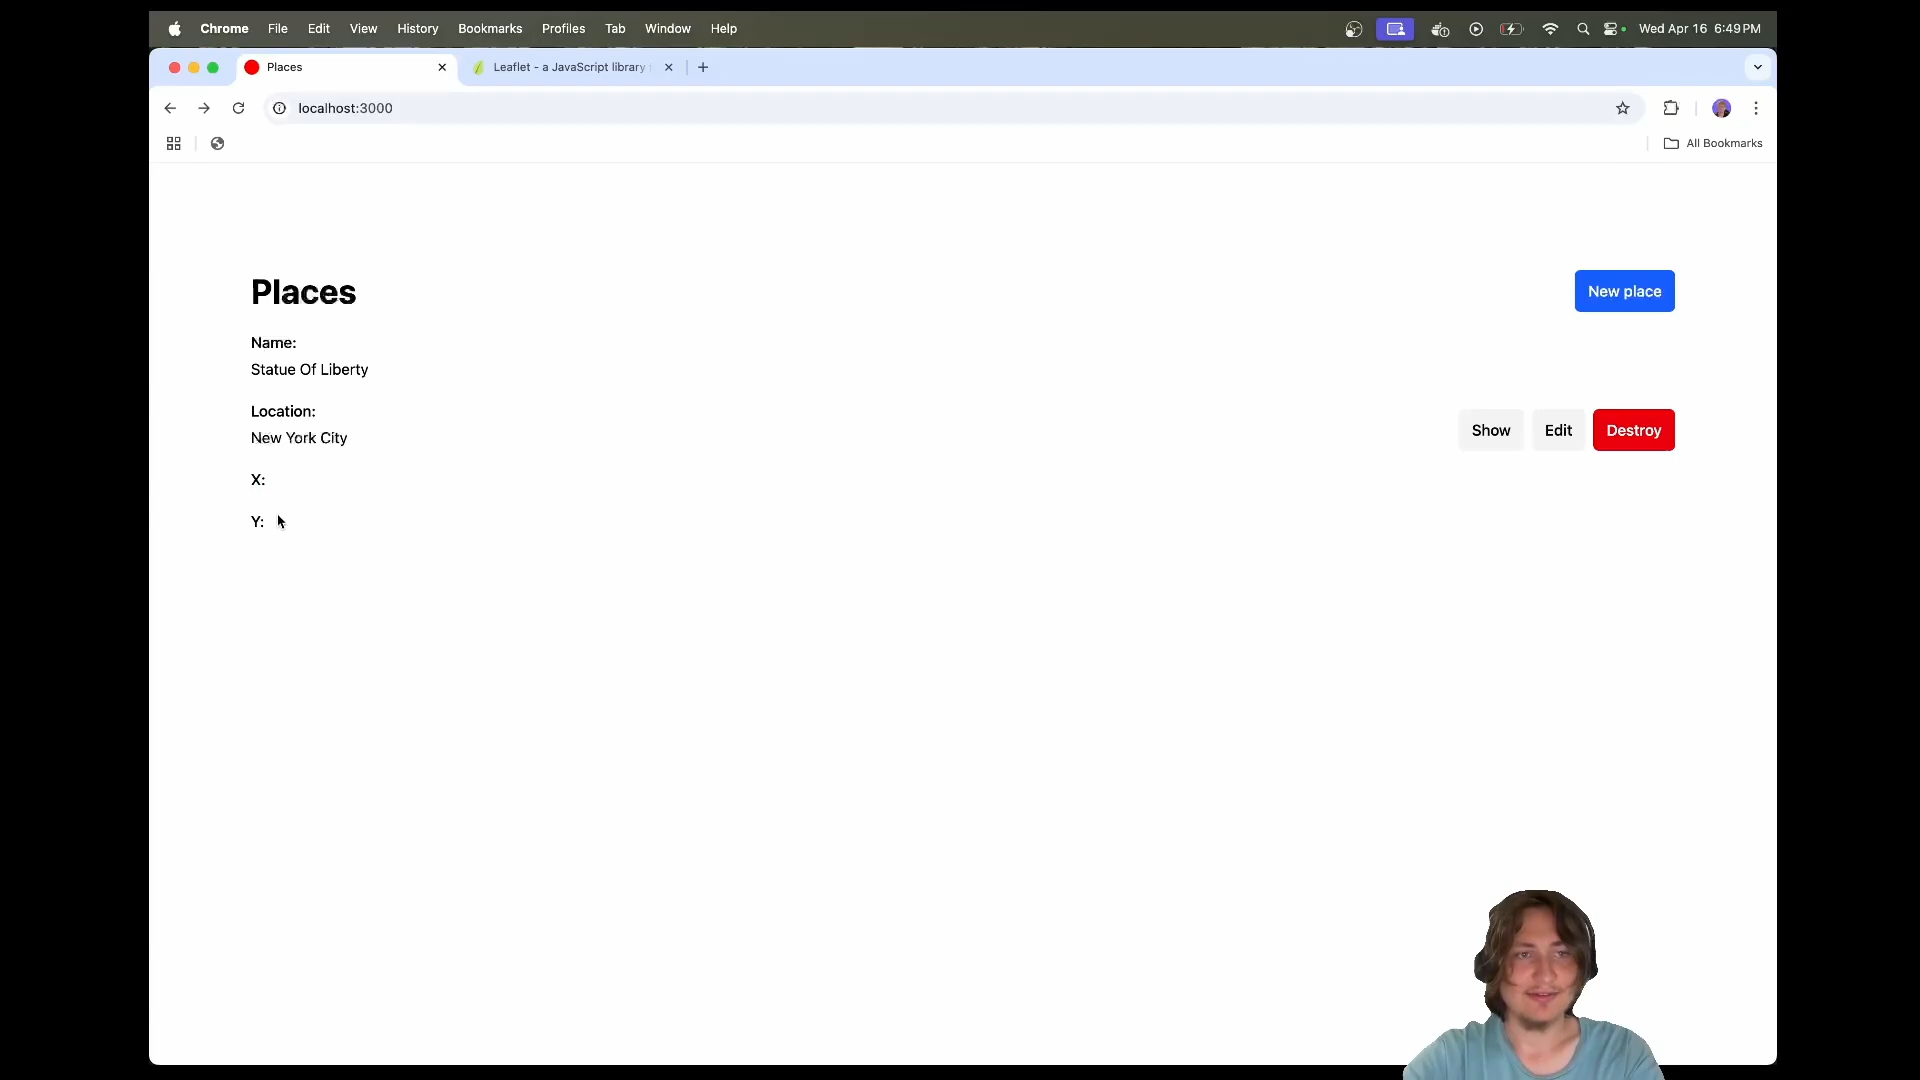 Chrome File Edit View History Bookmarks Profiles Tab Window Help Wed Apr 16 6:49 PM
Places Leaflet - a JavaScript library
localhost:3000
All Bookmarks
Places
New place
Name:
Statue Of Liberty
Location:
New York City
Show Edit Destroy
X:
Y: